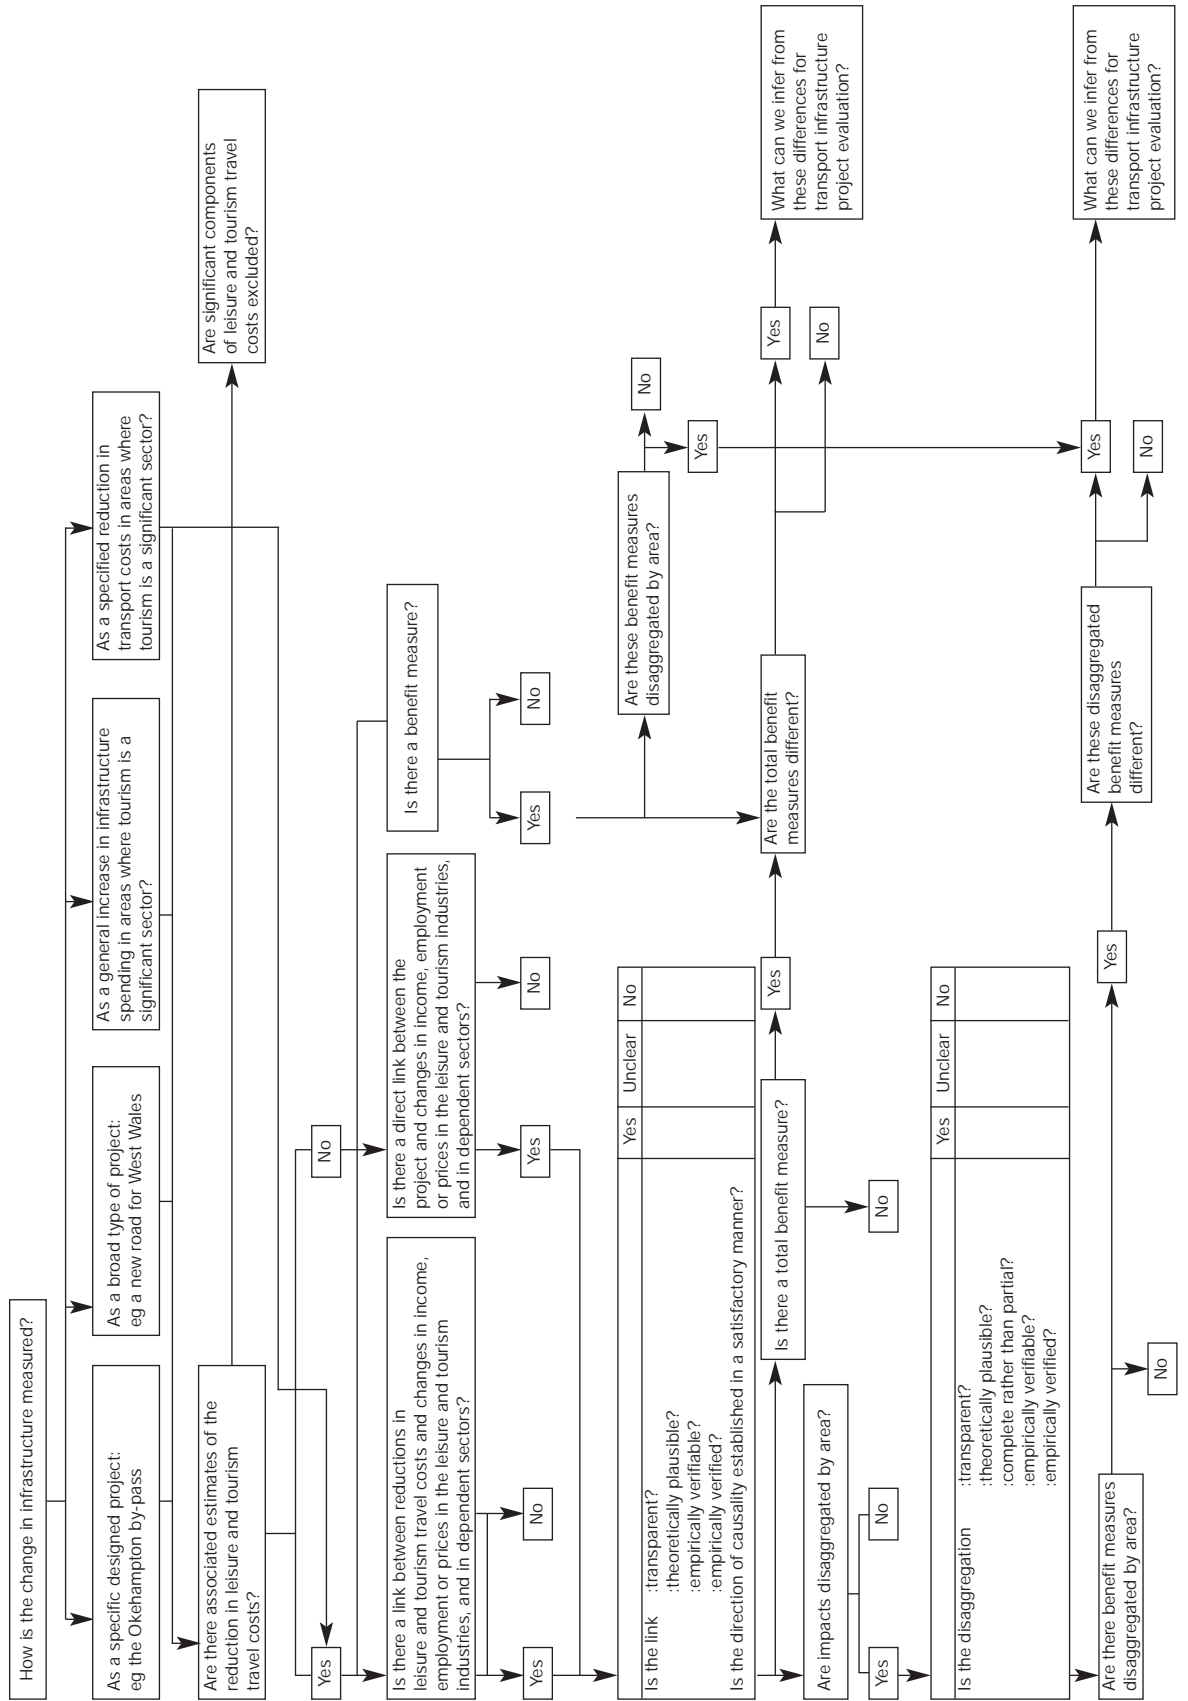 How is the change in infrastructure measured?
As a specific designed project:
eg the Okehampton by-pass
As a broad type of project:
eg a new road for West Wales
As a general increase in infrastructure
spending in areas where tourism is a
significant sector?
As a specified reduction in
transport costs in areas where
tourism is a significant sector?
Are there associated estimates of the
reduction in leisure and tourism
travel costs?
Are significant components
of leisure and tourism travel
costs excluded?
Yes
No
Is there a link between reductions in
leisure and tourism travel costs and changes in income,
employment or prices in the leisure and tourism
industries, and in dependent sectors?
Is there a direct link between the
project and changes in income, employment
or prices in the leisure and tourism industries,
and in dependent sectors?
Is there a benefit measure?
Yes
No
Yes
No
Yes
No
Yes Unclear No
Is the link :transparent?
:theoretically plausible?
:empirically verifiable?
:empirically verified?
Is the direction of causality established in a satisfactory manner?
Are these benefit measures
disaggregated by area?
No
Yes
Is there a total benefit measure?
Yes
No
Are the total benefit
measures different?
Yes
No
What can we infer from
these differences for
transport infrastructure
project evaluation?
Are impacts disaggregated by area?
Yes
No
Yes Unclear No
Is the disaggregation :transparent?
:theoretically plausible?
:complete rather than partial?
:empirically verifiable?
:empirically verified?
Are there benefit measures
disaggregated by area?
Yes
No
Are these disaggregated
benefit measures
different?
Yes
No
What can we infer from
these differences for
transport infrastructure
project evaluation?